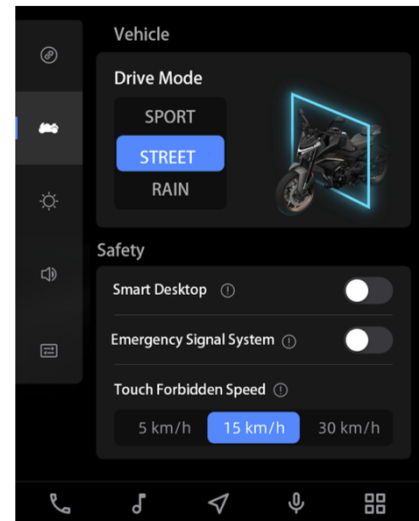 Vehicle
Drive Mode
SPORT
STREET
RAIN
Safety
Smart Desktop
Emergency Signal System
Touch Forbidden Speed
5 km/h 15 km/h 30 km/h